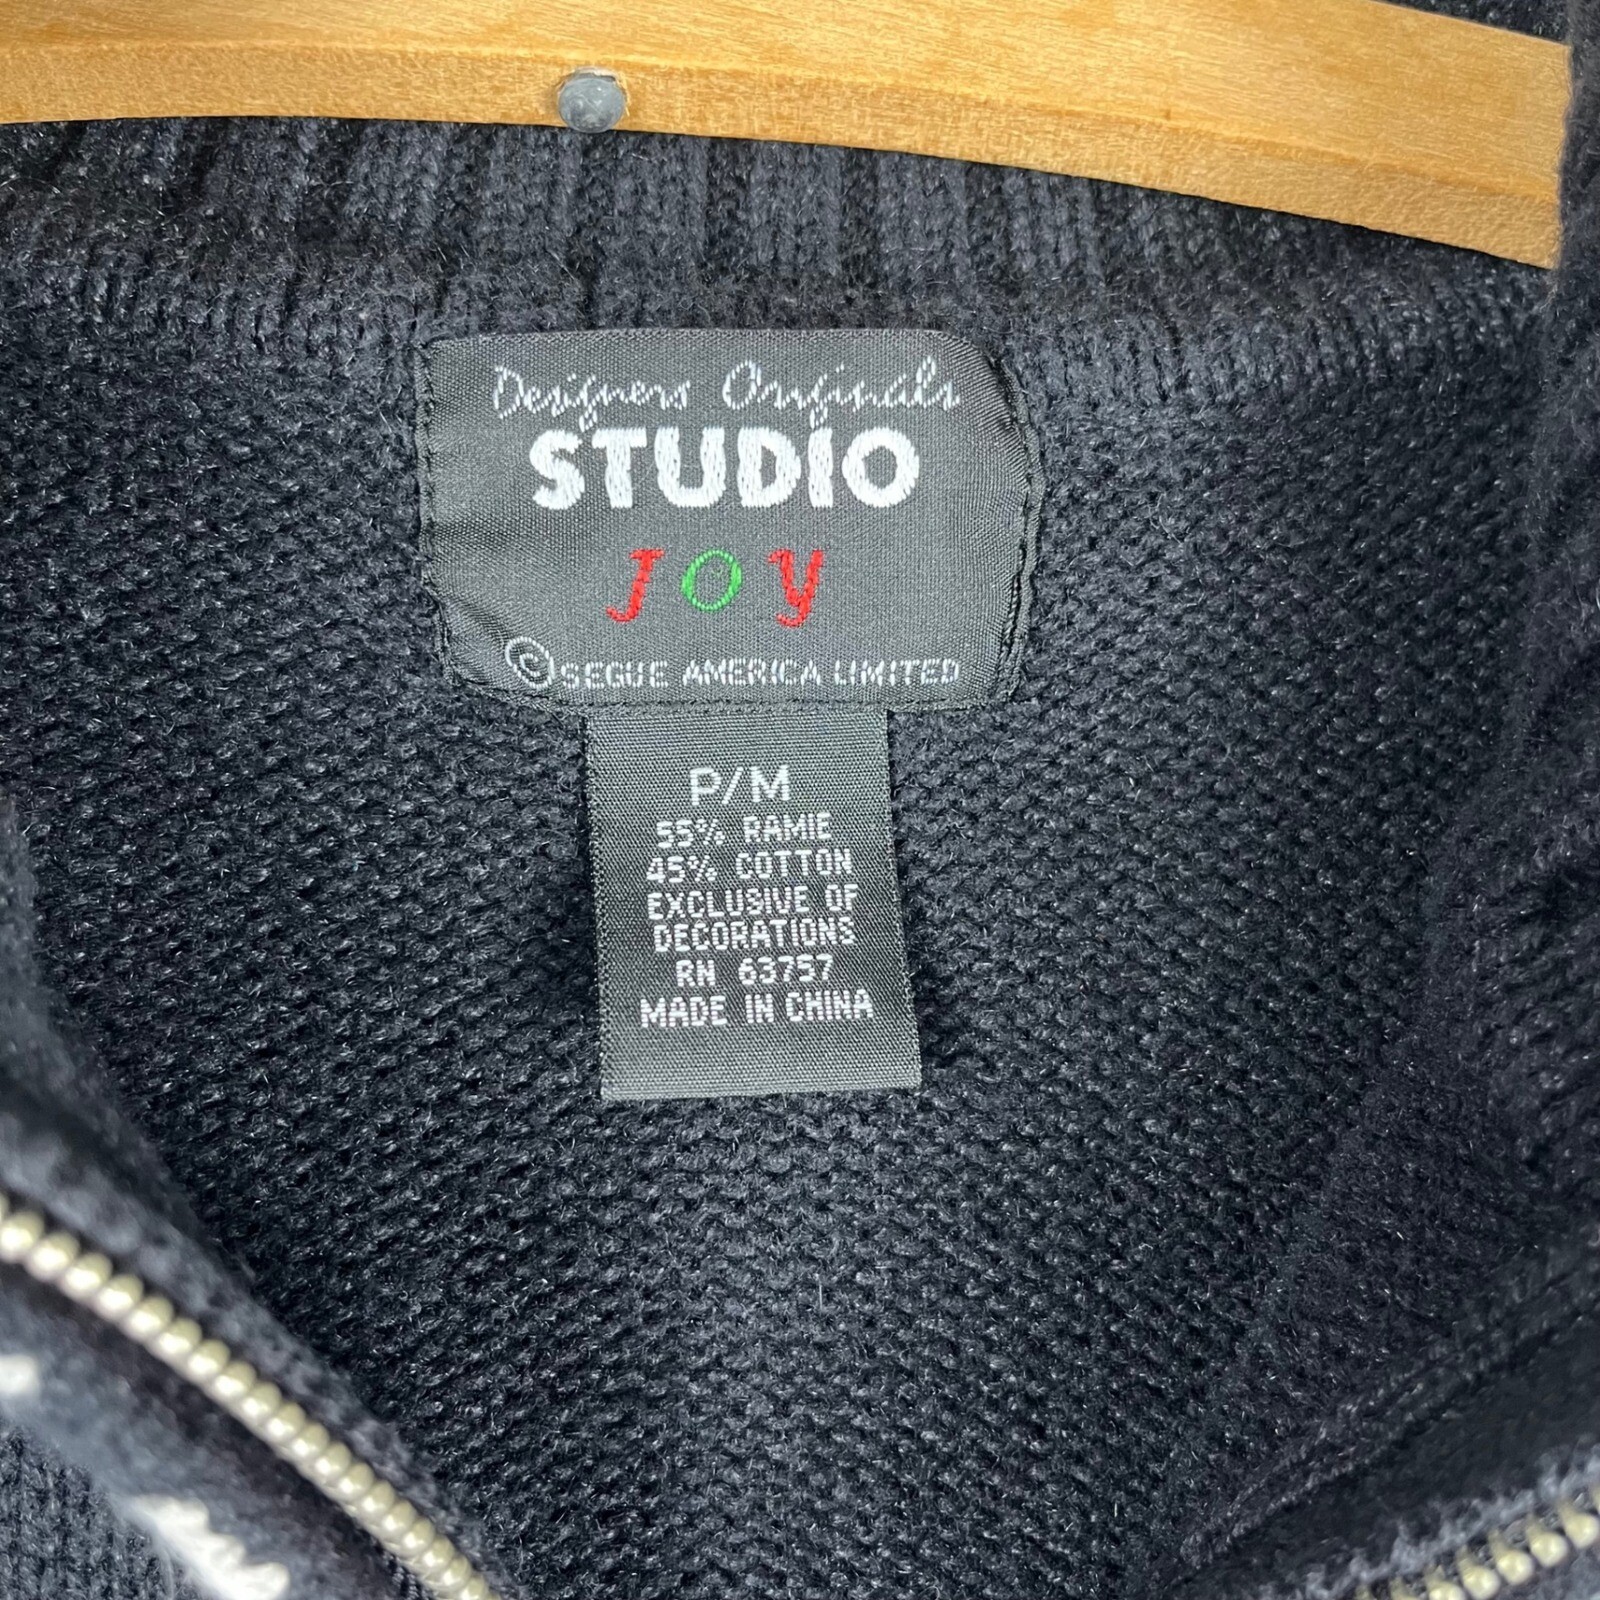 Designers Originals
STUDIO
JOY
©SEGUE AMERICA LIMITED
P/M
55% RAMIE
45% COTTON
EXCLUSIVE OF
DECORATIONS
RN 63757
MADE IN CHINA